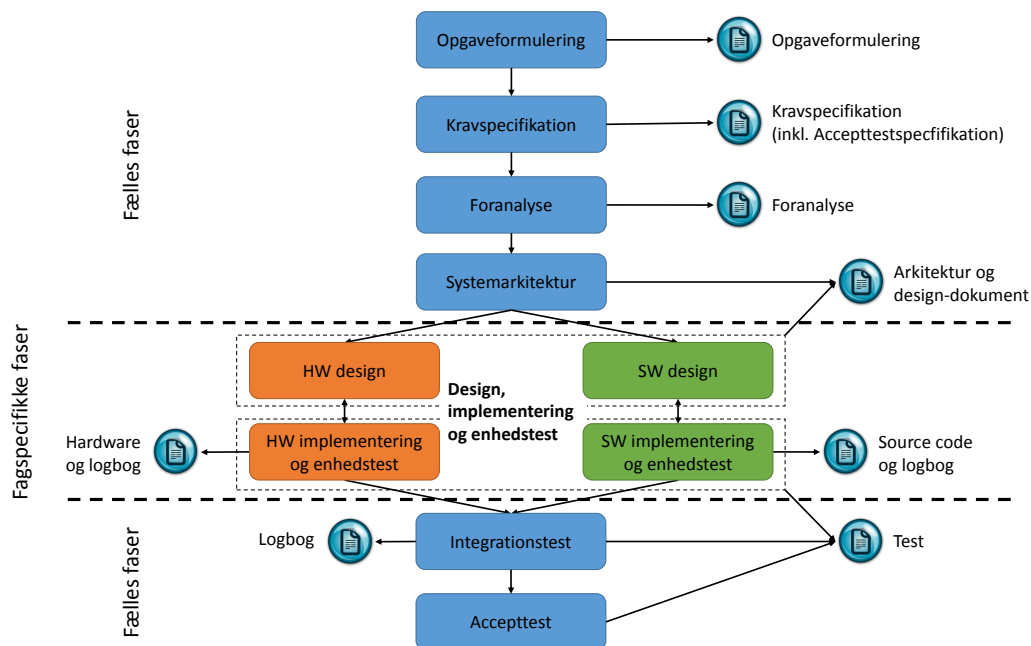 Opgaveformulering
Opgaveformulering
Kravspecifikation
Kravspecifikation
(inkl. Accepttestspecfifikation)
Foranalyse
Foranalyse
Systemarkitektur
Arkitektur og
design-dokument
Fælles faser
HW design
SW design
Design,
implementering
og enhedstest
HW implementering
og enhedstest
SW implementering
og enhedstest
Hardware
og logbog
Source code
og logbog
Fagspecifikke faser
Logbog
Integrationstest
Test
Accepttest
Fælles faser